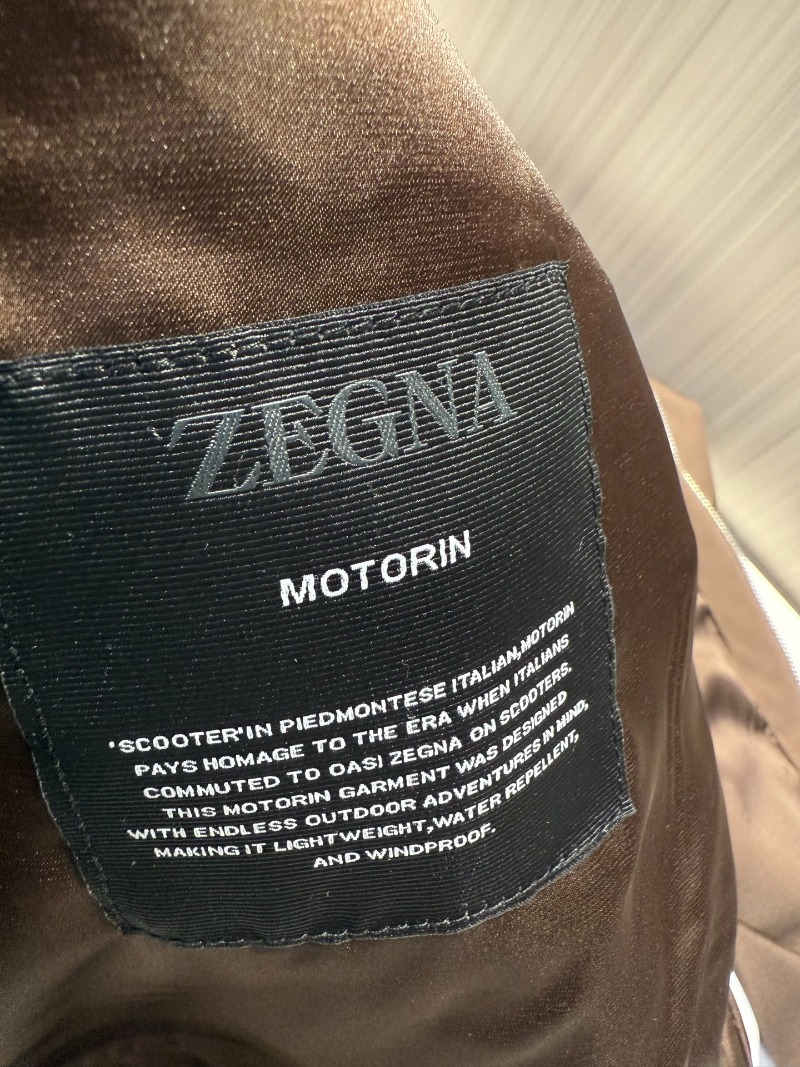 ZEGNA
MOTORIN
'SCOOTER'IN PIEDMONTESE ITALIAN,MOTORIN
PAYS HOMAGE TO THE ERA WHEN ITALIANS
COMMUTED TO OASI ZEGNA ON SCOOTERS.
THIS MOTORIN GARMENT WAS DESIGNED
WITH ENDLESS OUTDOOR ADVENTURES IN MIND,
MAKING IT LIGHTWEIGHT,WATER REPELLENT,
AND WINDPROOF.